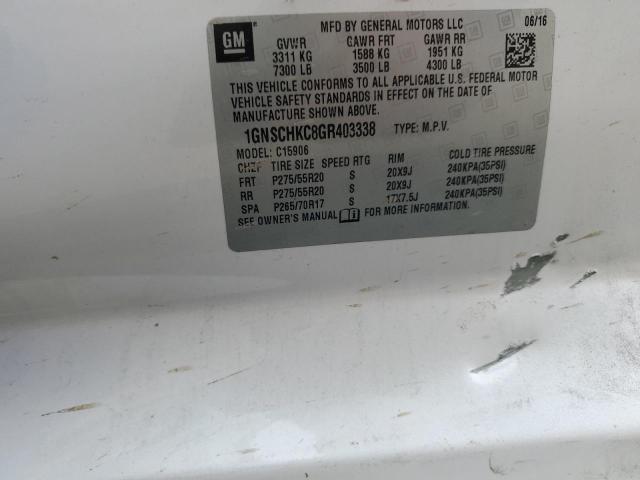 MFD BY GENERAL MOTORS LLC 06/16
GM
GVWR GAWR FRT GAWR RR
3311 KG 1588 KG 1951 KG
7300 LB 3500 LB 4300 LB
THIS VEHICLE CONFORMS TO ALL APPLICABLE U.S. FEDERAL MOTOR
VEHICLE SAFETY STANDARDS IN EFFECT ON THE DATE OF
MANUFACTURE SHOWN ABOVE.
1GNSCHKC8GR403338 TYPE: M.P.V.
MODEL: C15906
TIRE SIZE SPEED RTG RIM COLD TIRE PRESSURE
FRT P275/55R20 S 20X9J 240KPA(35PSI)
RR P275/55R20 S 20X9J 240KPA(35PSI)
SPA P265/70R17 S 17X7.5J 240KPA(35PSI)
SEE OWNER'S MANUAL FOR MORE INFORMATION.